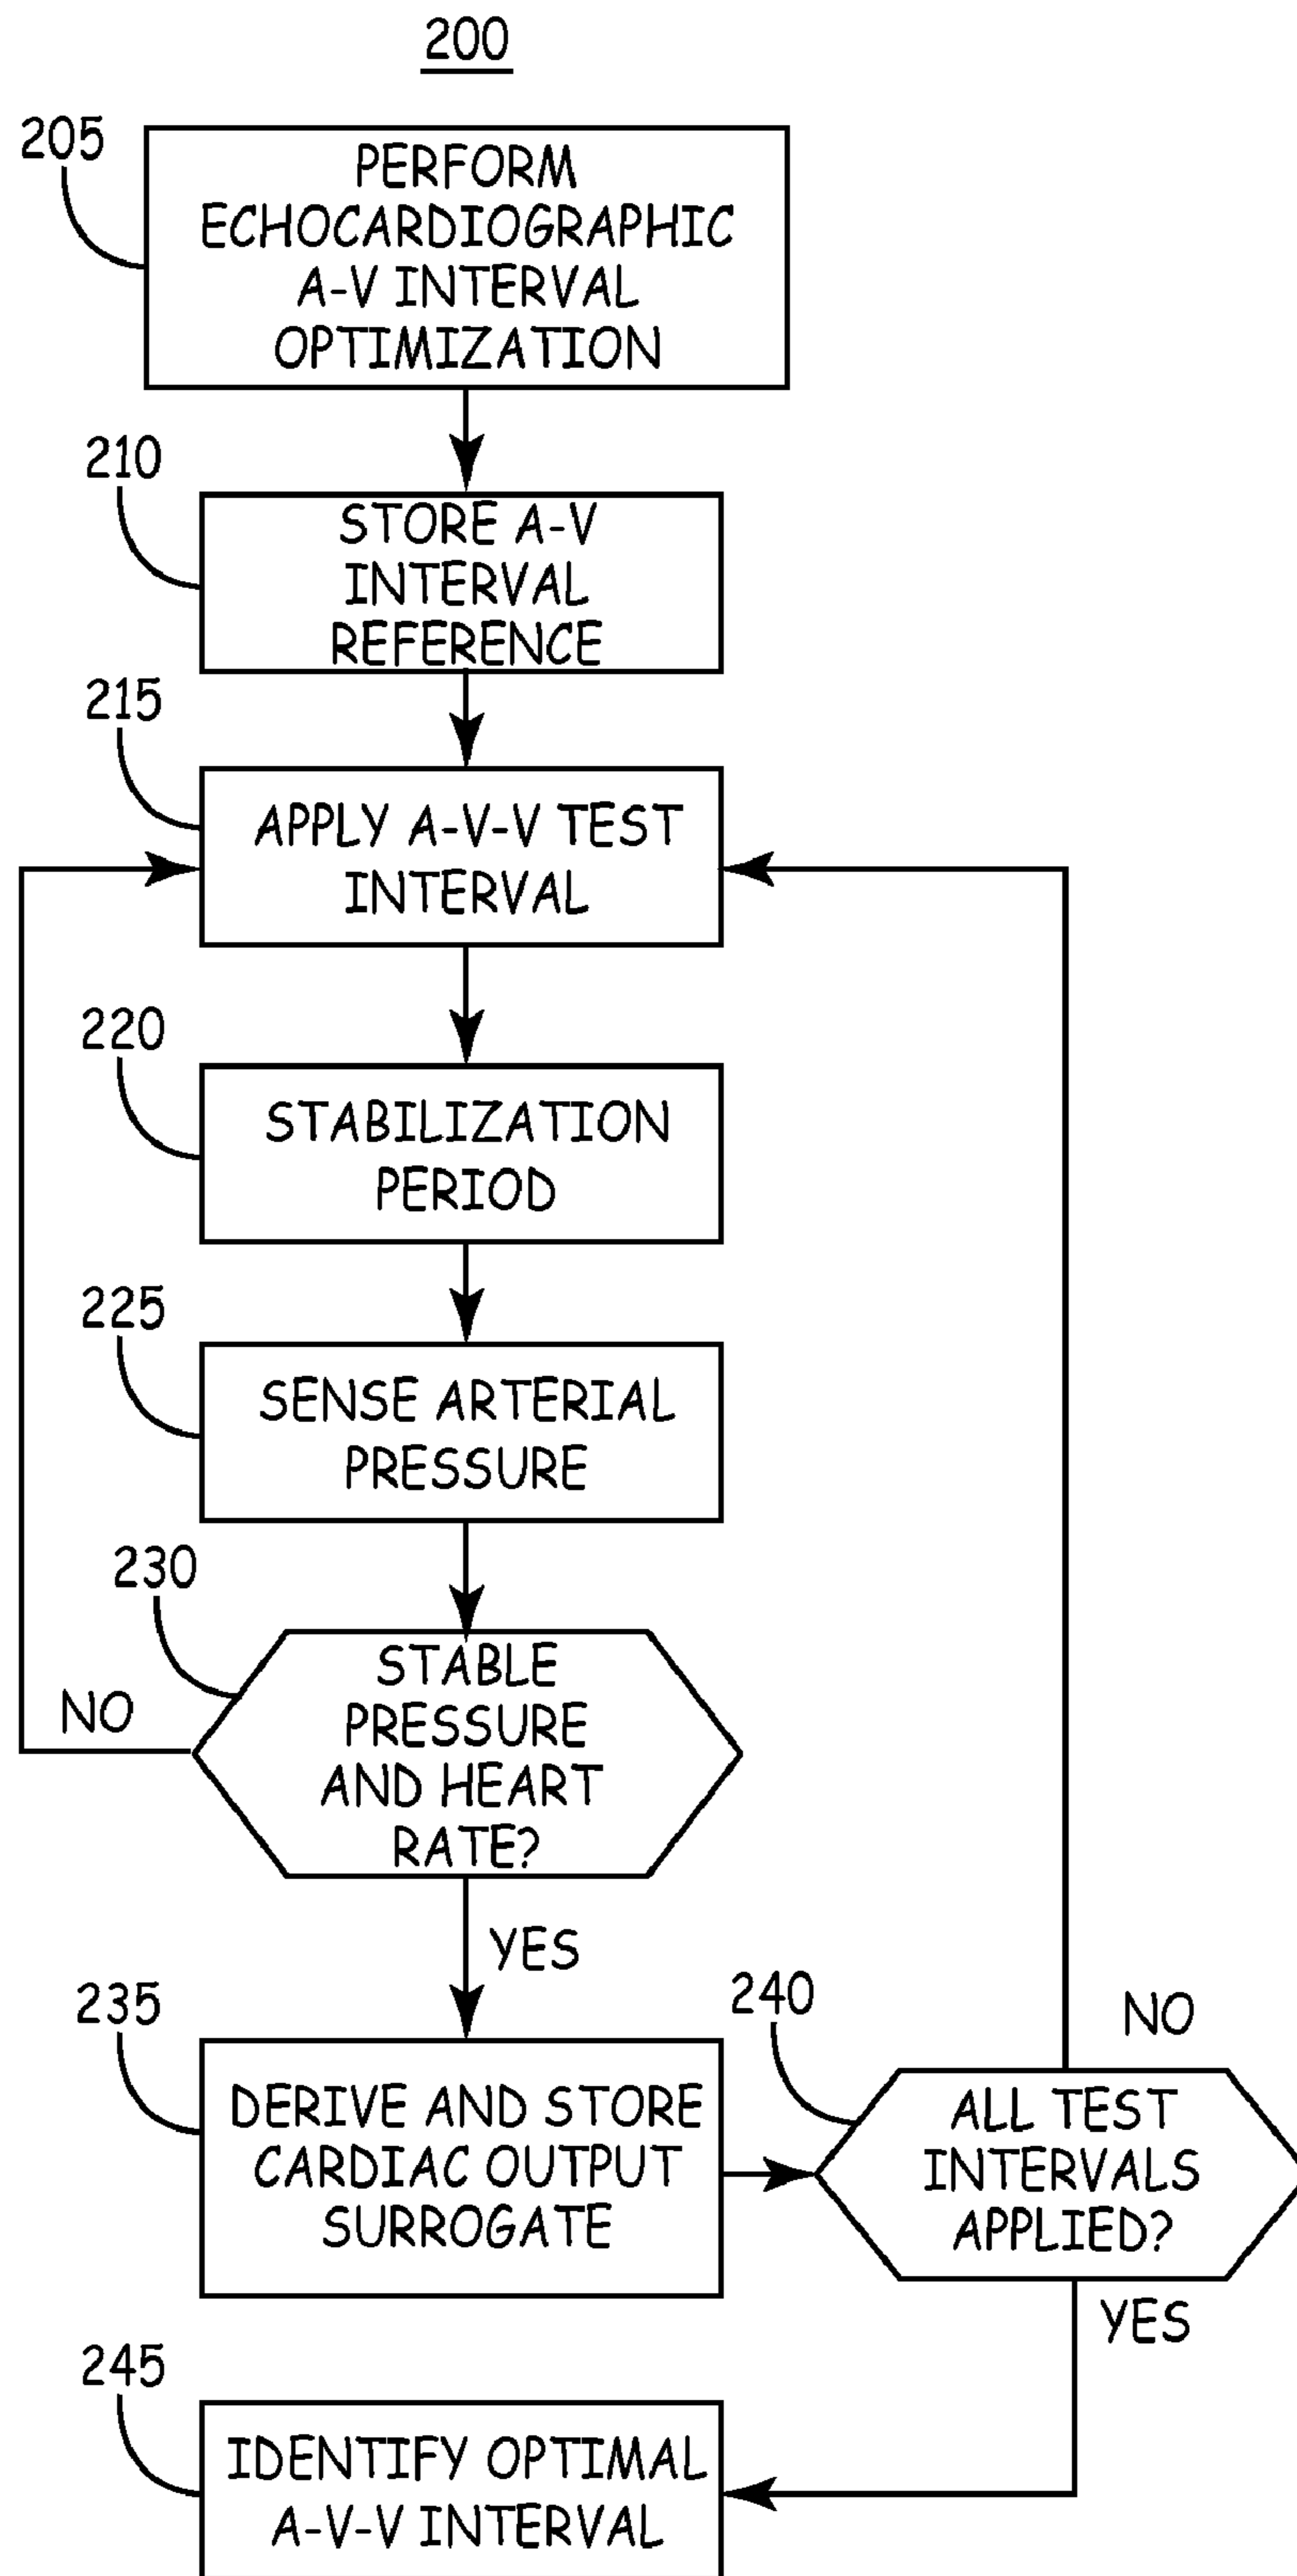 200
205
PERFORM
ECHOCARDIOGRAPHIC
A-V INTERVAL
OPTIMIZATION
210
STORE A-V
INTERVAL
REFERENCE
215
APPLY A-V-V TEST
INTERVAL
220
STABILIZATION
PERIOD
225
SENSE ARTERIAL
PRESSURE
230
STABLE
PRESSURE
AND HEART
RATE?
NO
YES
235
DERIVE AND STORE
CARDIAC OUTPUT
SURROGATE
240
NO
ALL TEST
INTERVALS
APPLIED?
YES
245
IDENTIFY OPTIMAL
A-V-V INTERVAL